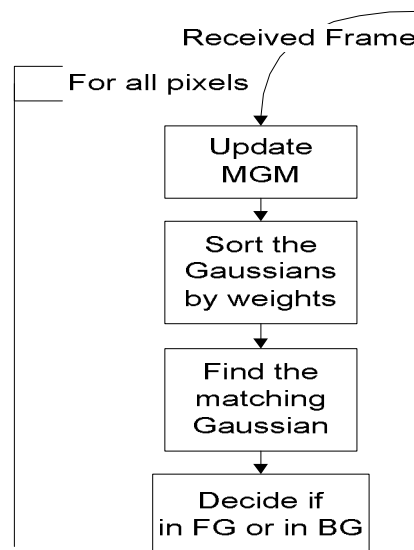 Received Frame
For all pixels
Update
MGM
Sort the
Gaussians
by weights
Find the
matching
Gaussian
Decide if
in FG or in BG